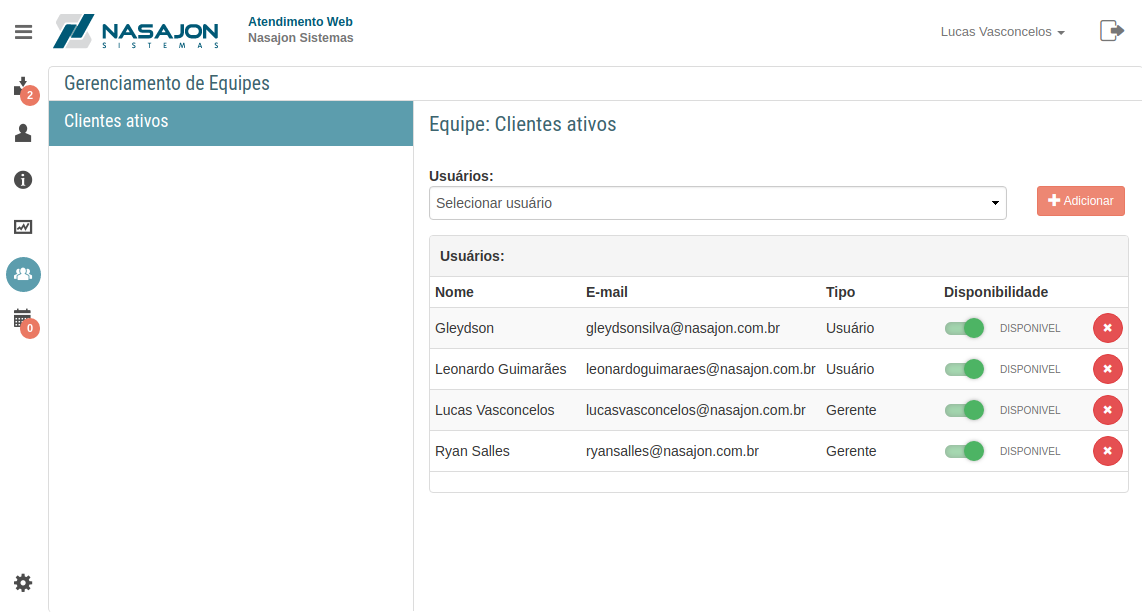 NASAJON
SISTEMAS
Atendimento Web
Nasajon Sistemas
Lucas Vasconcelos
2
0
Gerenciamento de Equipes
Clientes ativos
Equipe: Clientes ativos
Usuários:
Selecionar usuário
Adicionar
Usuários:
Nome E-mail Tipo Disponibilidade
Gleydson gleydsonsilva@nasajon.com.br Usuário DISPONIVEL
Leonardo Guimarães leonardoguimaraes@nasajon.com.br Usuário DISPONIVEL
Lucas Vasconcelos lucasvasconcelos@nasajon.com.br Gerente DISPONIVEL
Ryan Salles ryansalles@nasajon.com.br Gerente DISPONIVEL